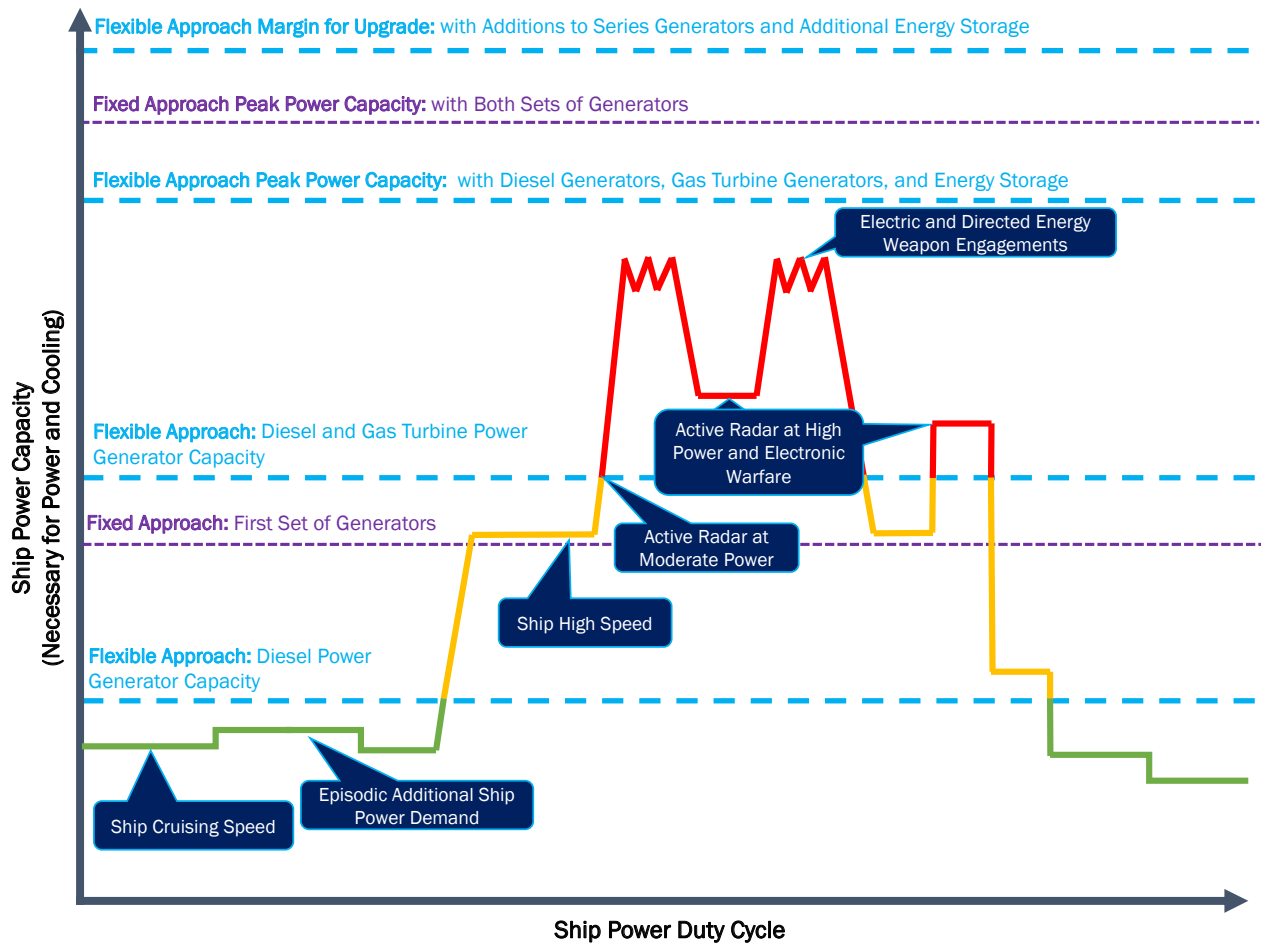 Flexible Approach Margin for Upgrade: with Additions to Series Generators and Additional Energy Storage
Fixed Approach Peak Power Capacity: with Both Sets of Generators
Flexible Approach Peak Power Capacity: with Diesel Generators, Gas Turbine Generators, and Energy Storage
Electric and Directed Energy
Weapon Engagements
Ship Power Capacity
(Necessary for Power and Cooling)
Flexible Approach: Diesel and Gas Turbine Power
Generator Capacity
Active Radar at High
Power and Electronic
Warfare
Fixed Approach: First Set of Generators
Active Radar at
Moderate Power
Ship High Speed
Flexible Approach: Diesel Power
Generator Capacity
Episodic Additional Ship
Power Demand
Ship Cruising Speed
Ship Power Duty Cycle